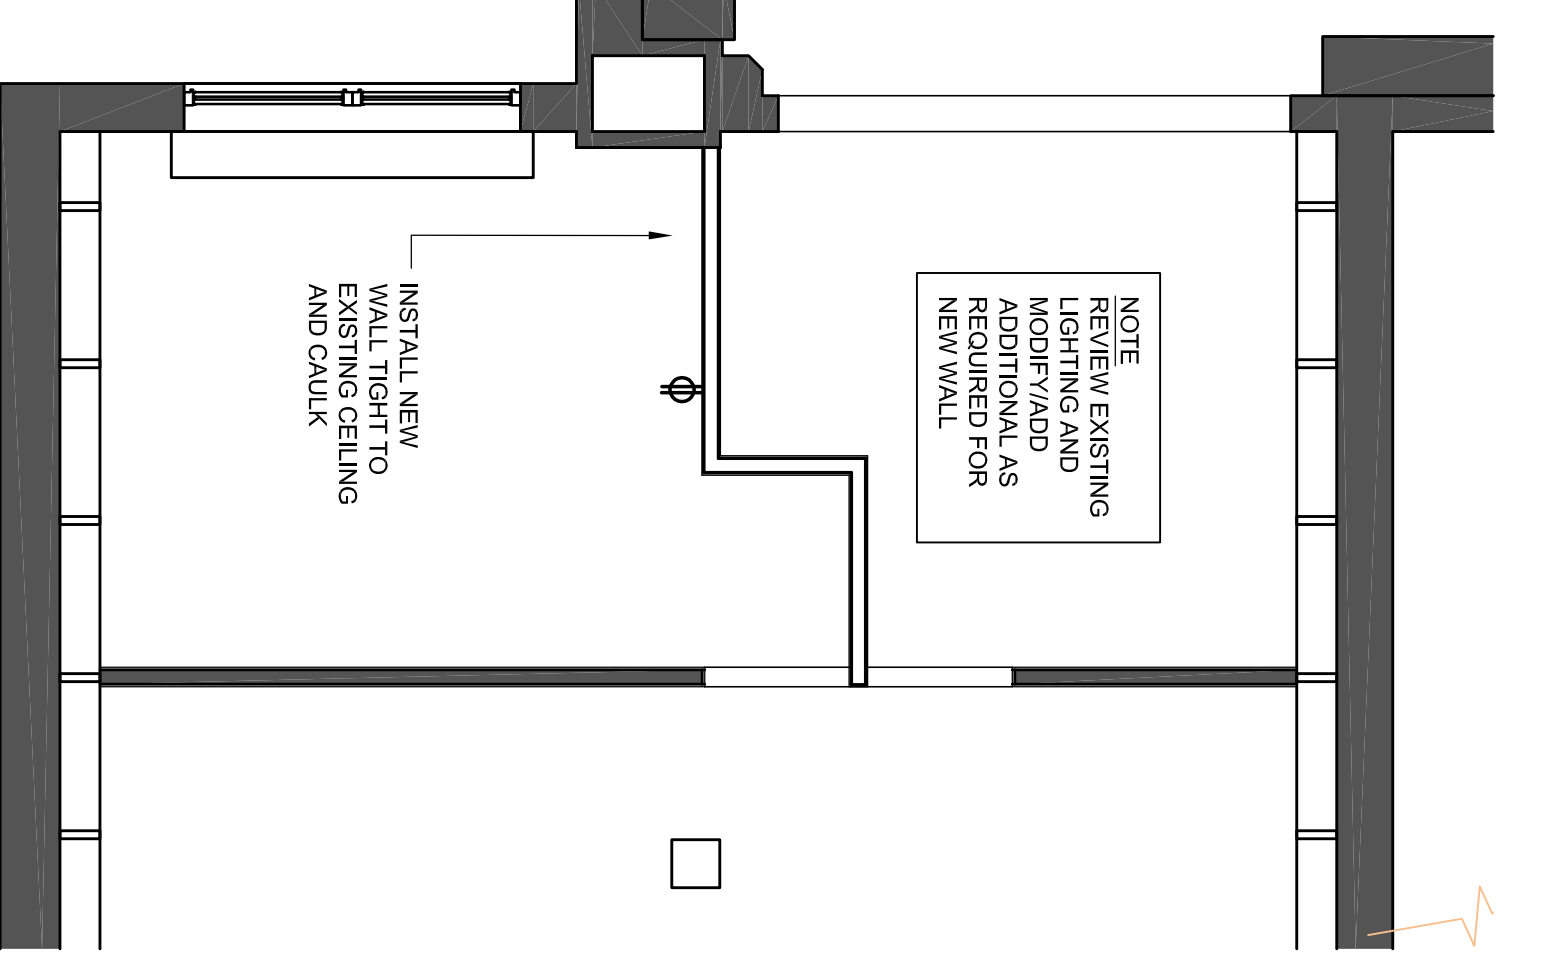 INSTALL NEW
WALL TIGHT TO
EXISTING CEILING
AND CAULK
NOTE
REVIEW EXISTING
LIGHTING AND
MODIFY/ADD
ADDITIONAL AS
REQUIRED FOR
NEW WALL